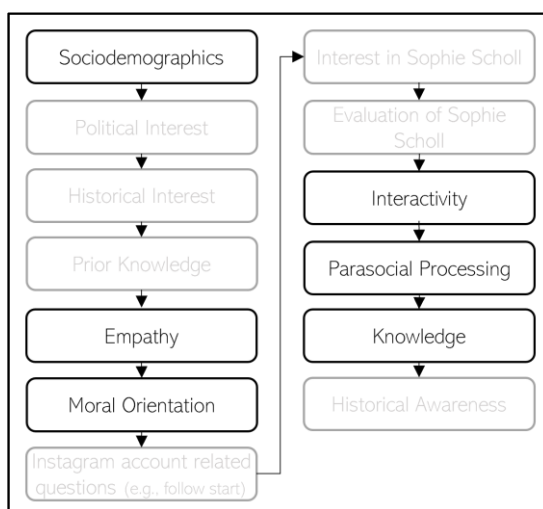 Sociodemographics
Political Interest
Historical Interest
Prior Knowledge
Empathy
Moral Orientation
Instagram account related
questions (e.g., follow start)
Interest in Sophie Scholl
Evaluation of Sophie
Scholl
Interactivity
Parasocial Processing
Knowledge
Historical Awareness